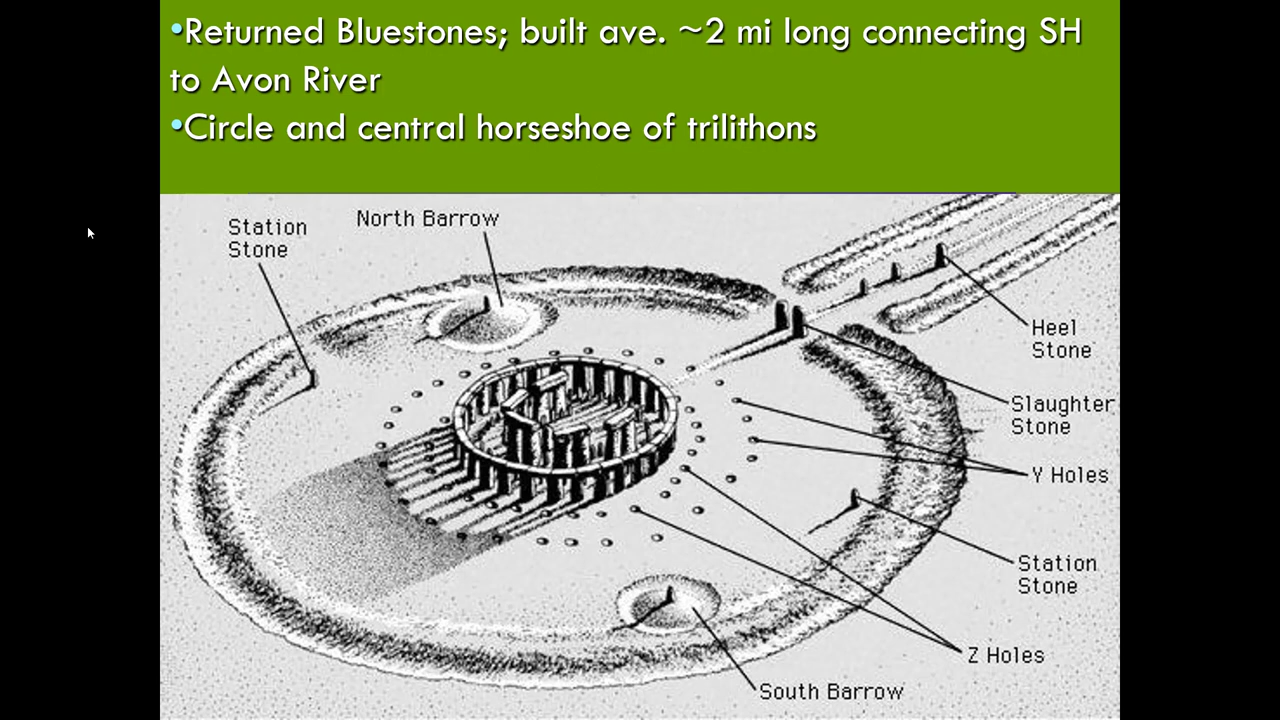 •Returned Bluestones; built ave. ~2 mi long connecting SH
to Avon River
•Circle and central horseshoe of trilithons
Station
Stone
North Barrow
Heel
Stone
Slaughter
Stone
Y Holes
Station
Stone
Z Holes
South Barrow